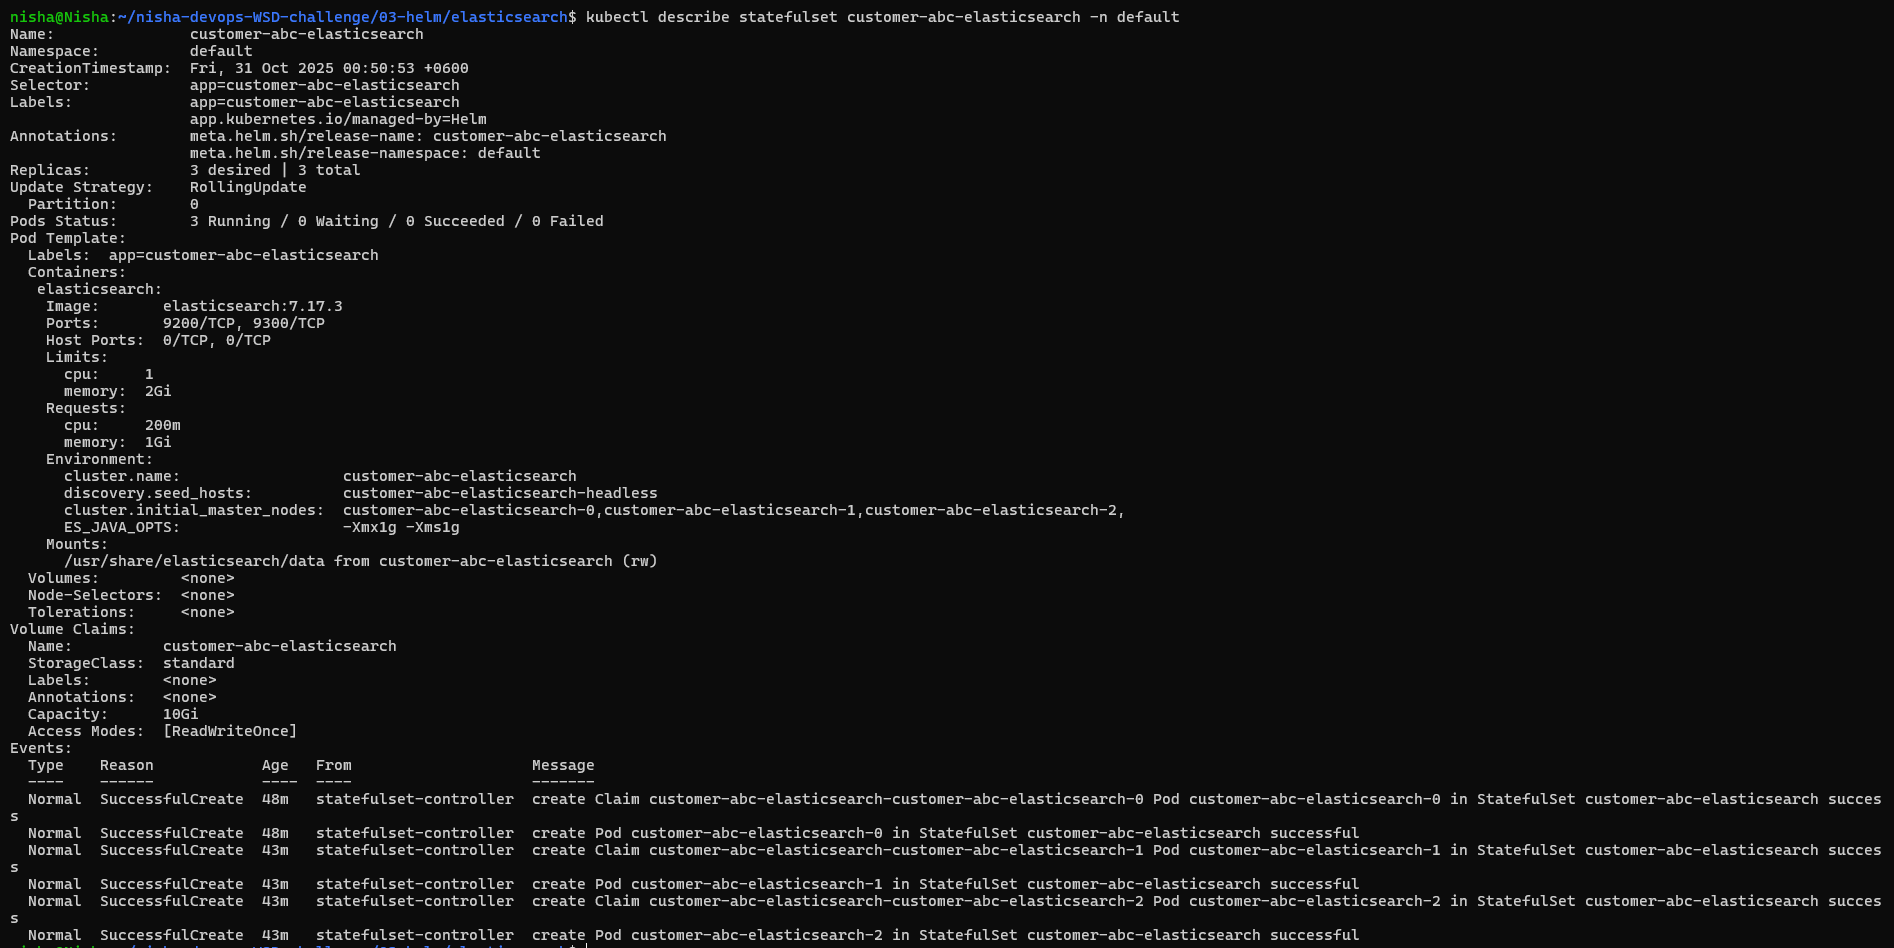 nisha@Nisha:~/nisha-devops-WSD-challenge/03-helm/elasticsearch$ kubectl describe statefulset customer-abc-elasticsearch -n default
Name:               customer-abc-elasticsearch
Namespace:          default
CreationTimestamp:  Fri, 31 Oct 2025 00:50:53 +0600
Selector:           app=customer-abc-elasticsearch
Labels:             app=customer-abc-elasticsearch
                    app.kubernetes.io/managed-by=Helm
Annotations:        meta.helm.sh/release-name: customer-abc-elasticsearch
                    meta.helm.sh/release-namespace: default
Replicas:           3 desired | 3 total
Update Strategy:    RollingUpdate
  Partition:        0
Pods Status:        3 Running / 0 Waiting / 0 Succeeded / 0 Failed
Pod Template:
  Labels:  app=customer-abc-elasticsearch
  Containers:
   elasticsearch:
    Image:       elasticsearch:7.17.3
    Ports:       9200/TCP, 9300/TCP
    Host Ports:  0/TCP, 0/TCP
    Limits:
      cpu:     1
      memory:  2Gi
    Requests:
      cpu:     200m
      memory:  1Gi
    Environment:
      cluster.name:                  customer-abc-elasticsearch
      discovery.seed_hosts:          customer-abc-elasticsearch-headless
      cluster.initial_master_nodes:  customer-abc-elasticsearch-0,customer-abc-elasticsearch-1,customer-abc-elasticsearch-2,
      ES_JAVA_OPTS:                  -Xmx1g -Xms1g
    Mounts:
      /usr/share/elasticsearch/data from customer-abc-elasticsearch (rw)
  Volumes:         <none>
  Node-Selectors:  <none>
  Tolerations:     <none>
Volume Claims:
  Name:          customer-abc-elasticsearch
  StorageClass:  standard
  Labels:        <none>
  Annotations:   <none>
  Capacity:      10Gi
  Access Modes:  [ReadWriteOnce]
Events:
  Type    Reason            Age   From                    Message
  ----    ------            ----  ----                    -------
  Normal  SuccessfulCreate  48m   statefulset-controller  create Claim customer-abc-elasticsearch-customer-abc-elasticsearch-0 Pod customer-abc-elasticsearch-0 in StatefulSet customer-abc-elasticsearch succes
s
  Normal  SuccessfulCreate  48m   statefulset-controller  create Pod customer-abc-elasticsearch-0 in StatefulSet customer-abc-elasticsearch successful
  Normal  SuccessfulCreate  43m   statefulset-controller  create Claim customer-abc-elasticsearch-customer-abc-elasticsearch-1 Pod customer-abc-elasticsearch-1 in StatefulSet customer-abc-elasticsearch succes
s
  Normal  SuccessfulCreate  43m   statefulset-controller  create Pod customer-abc-elasticsearch-1 in StatefulSet customer-abc-elasticsearch successful
  Normal  SuccessfulCreate  43m   statefulset-controller  create Claim customer-abc-elasticsearch-customer-abc-elasticsearch-2 Pod customer-abc-elasticsearch-2 in StatefulSet customer-abc-elasticsearch succes
s
  Normal  SuccessfulCreate  43m   statefulset-controller  create Pod customer-abc-elasticsearch-2 in StatefulSet customer-abc-elasticsearch successful